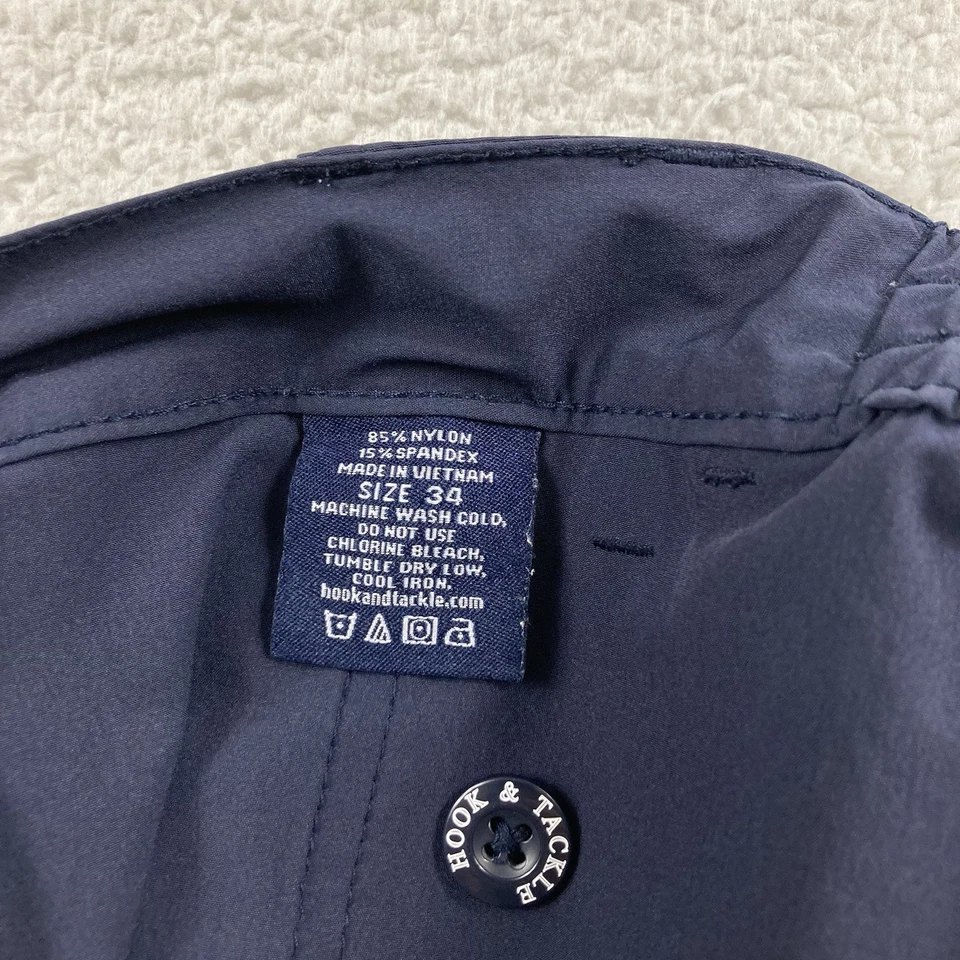 85% NYLON
15% SPANDEX
MADE IN VIETNAM
SIZE 34
MACHINE WASH COLD,
DO NOT USE
CHLORINE BLEACH,
TUMBLE DRY LOW,
COOL IRON.
hookandtackle.com
HOOK & TACKLE